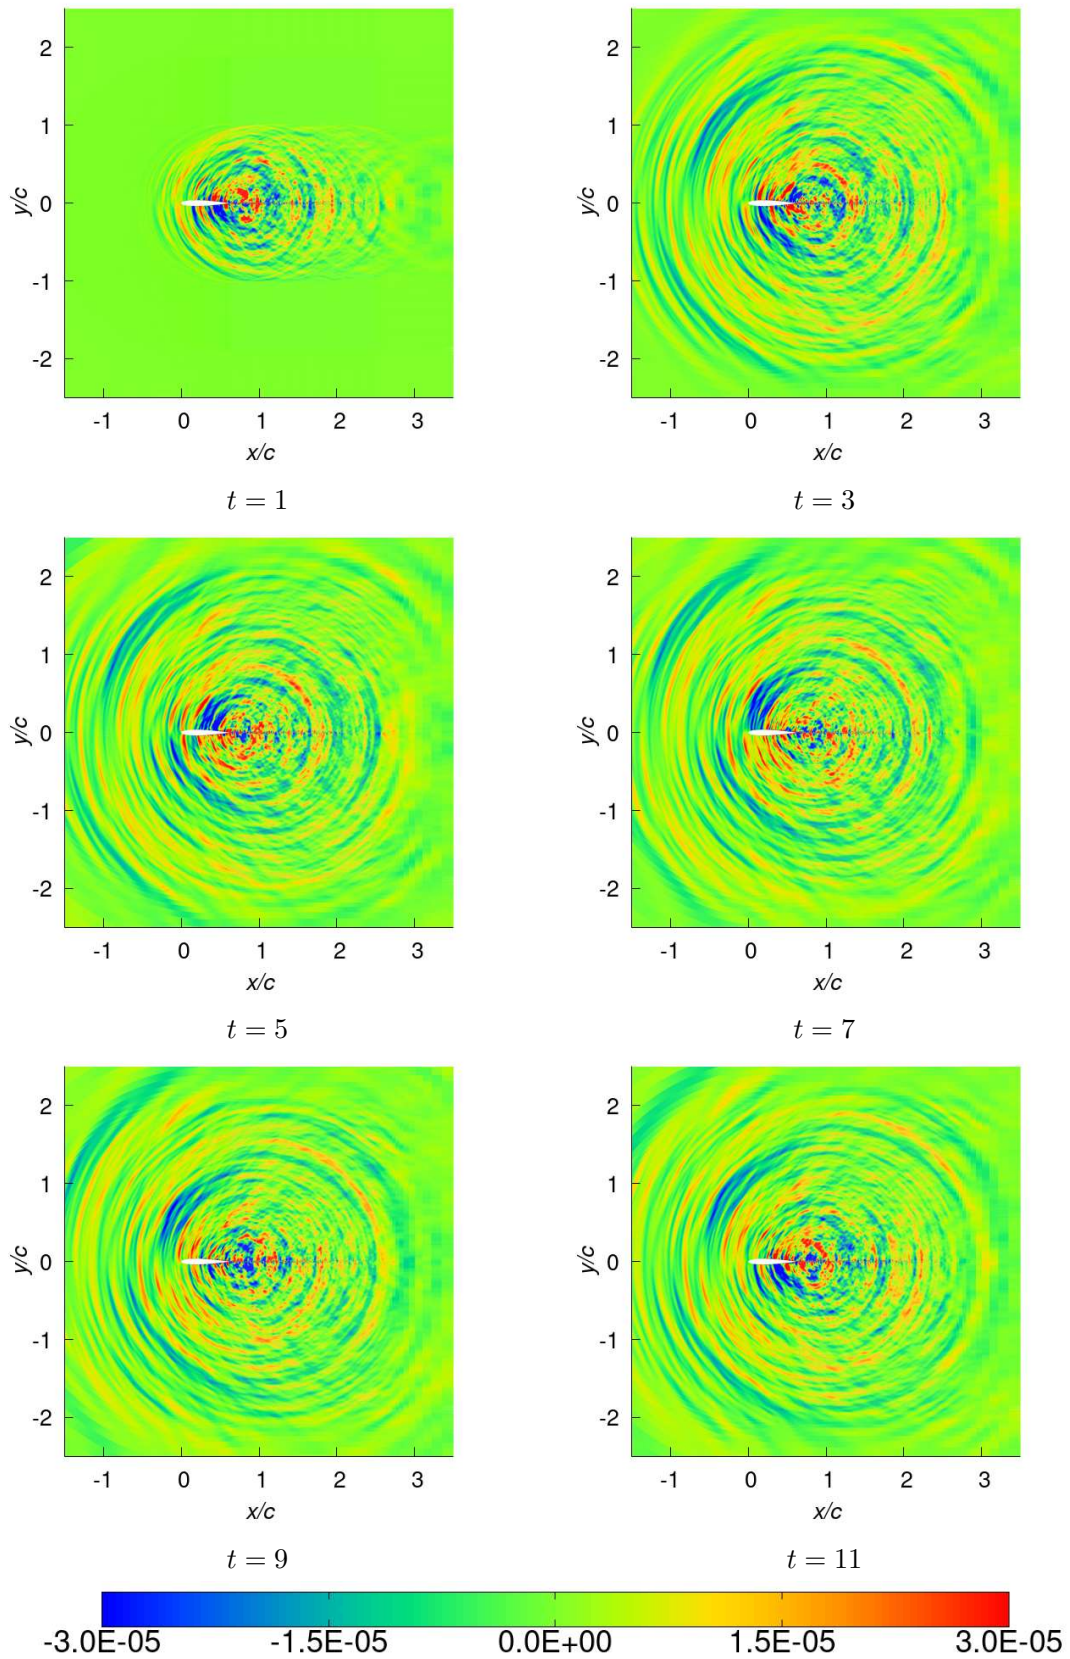 2
1
0
-1
-2
y/c
-1 0 1 2 3
x/c
t = 1
2
1
0
-1
-2
y/c
-1 0 1 2 3
x/c
t = 3
2
1
0
-1
-2
y/c
-1 0 1 2 3
x/c
t = 5
2
1
0
-1
-2
y/c
-1 0 1 2 3
x/c
t = 7
2
1
0
-1
-2
y/c
-1 0 1 2 3
x/c
t = 9
2
1
0
-1
-2
y/c
-1 0 1 2 3
x/c
t = 11
-3.0E-05 -1.5E-05 0.0E+00 1.5E-05 3.0E-05